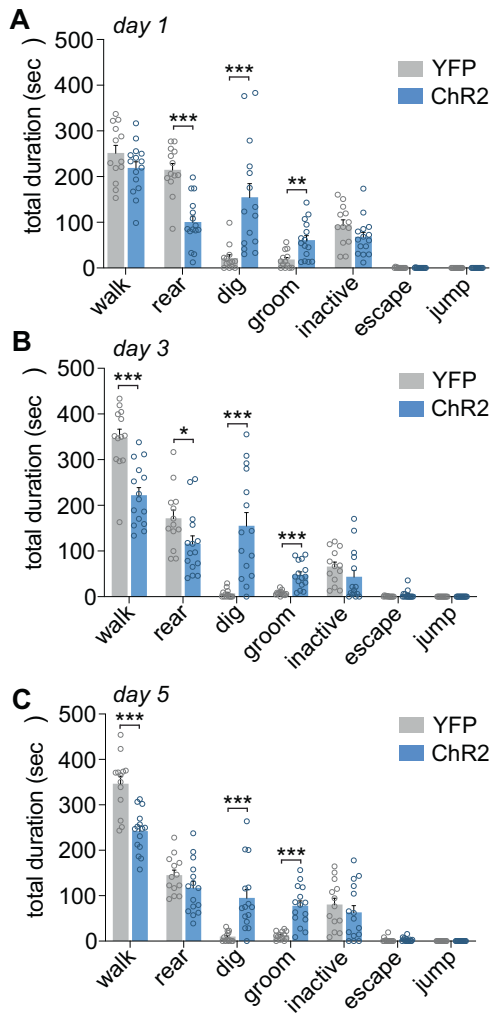 A
day 1
total duration (sec )
500
400
300
200
100
0
YFP
ChR2
***
***
**
walk
rear
dig
groom
inactive
escape
jump
B
day 3
total duration (sec )
500
400
300
200
100
0
YFP
ChR2
***
*
***
***
walk
rear
dig
groom
inactive
escape
jump
C
day 5
total duration (sec )
500
400
300
200
100
0
YFP
ChR2
***
***
***
walk
rear
dig
groom
inactive
escape
jump